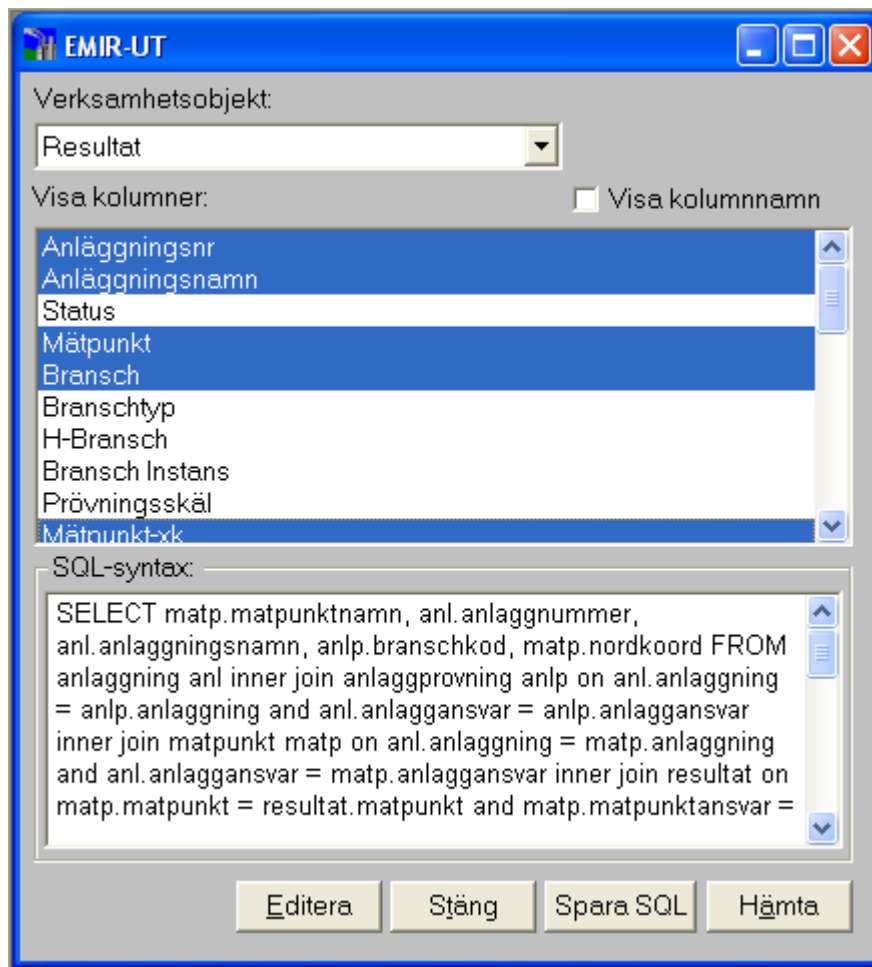 EMIR-UT
Verksamhetsobjekt:
Resultat
Visa kolumner:
Visa kolumnnamn
Anläggningsnr
Anläggningsnamn
Status
Mätpunkt
Bransch
Branschtyp
H-Bransch
Bransch Instans
Prövningsskäl
Mätpunkt-xk
SQL-syntax:
SELECT matp.matpunktnamn, anl.anlaggnummer,
anl.anlaggningsnamn, anlp.branschkod, matp.nordkoord FROM
anlaggning anl inner join anlaggprovning anlp on anl.anlaggning
= anlp.anlaggning and anl.anlaggansvar = anlp.anlaggansvar
inner join matpunkt matp on anl.anlaggning = matp.anlaggning
and anl.anlaggansvar = matp.anlaggansvar inner join resultat on
matp.matpunkt = resultat.matpunkt and matp.matpunktansvar =
Editera
Stäng
Spara SQL
Hämta